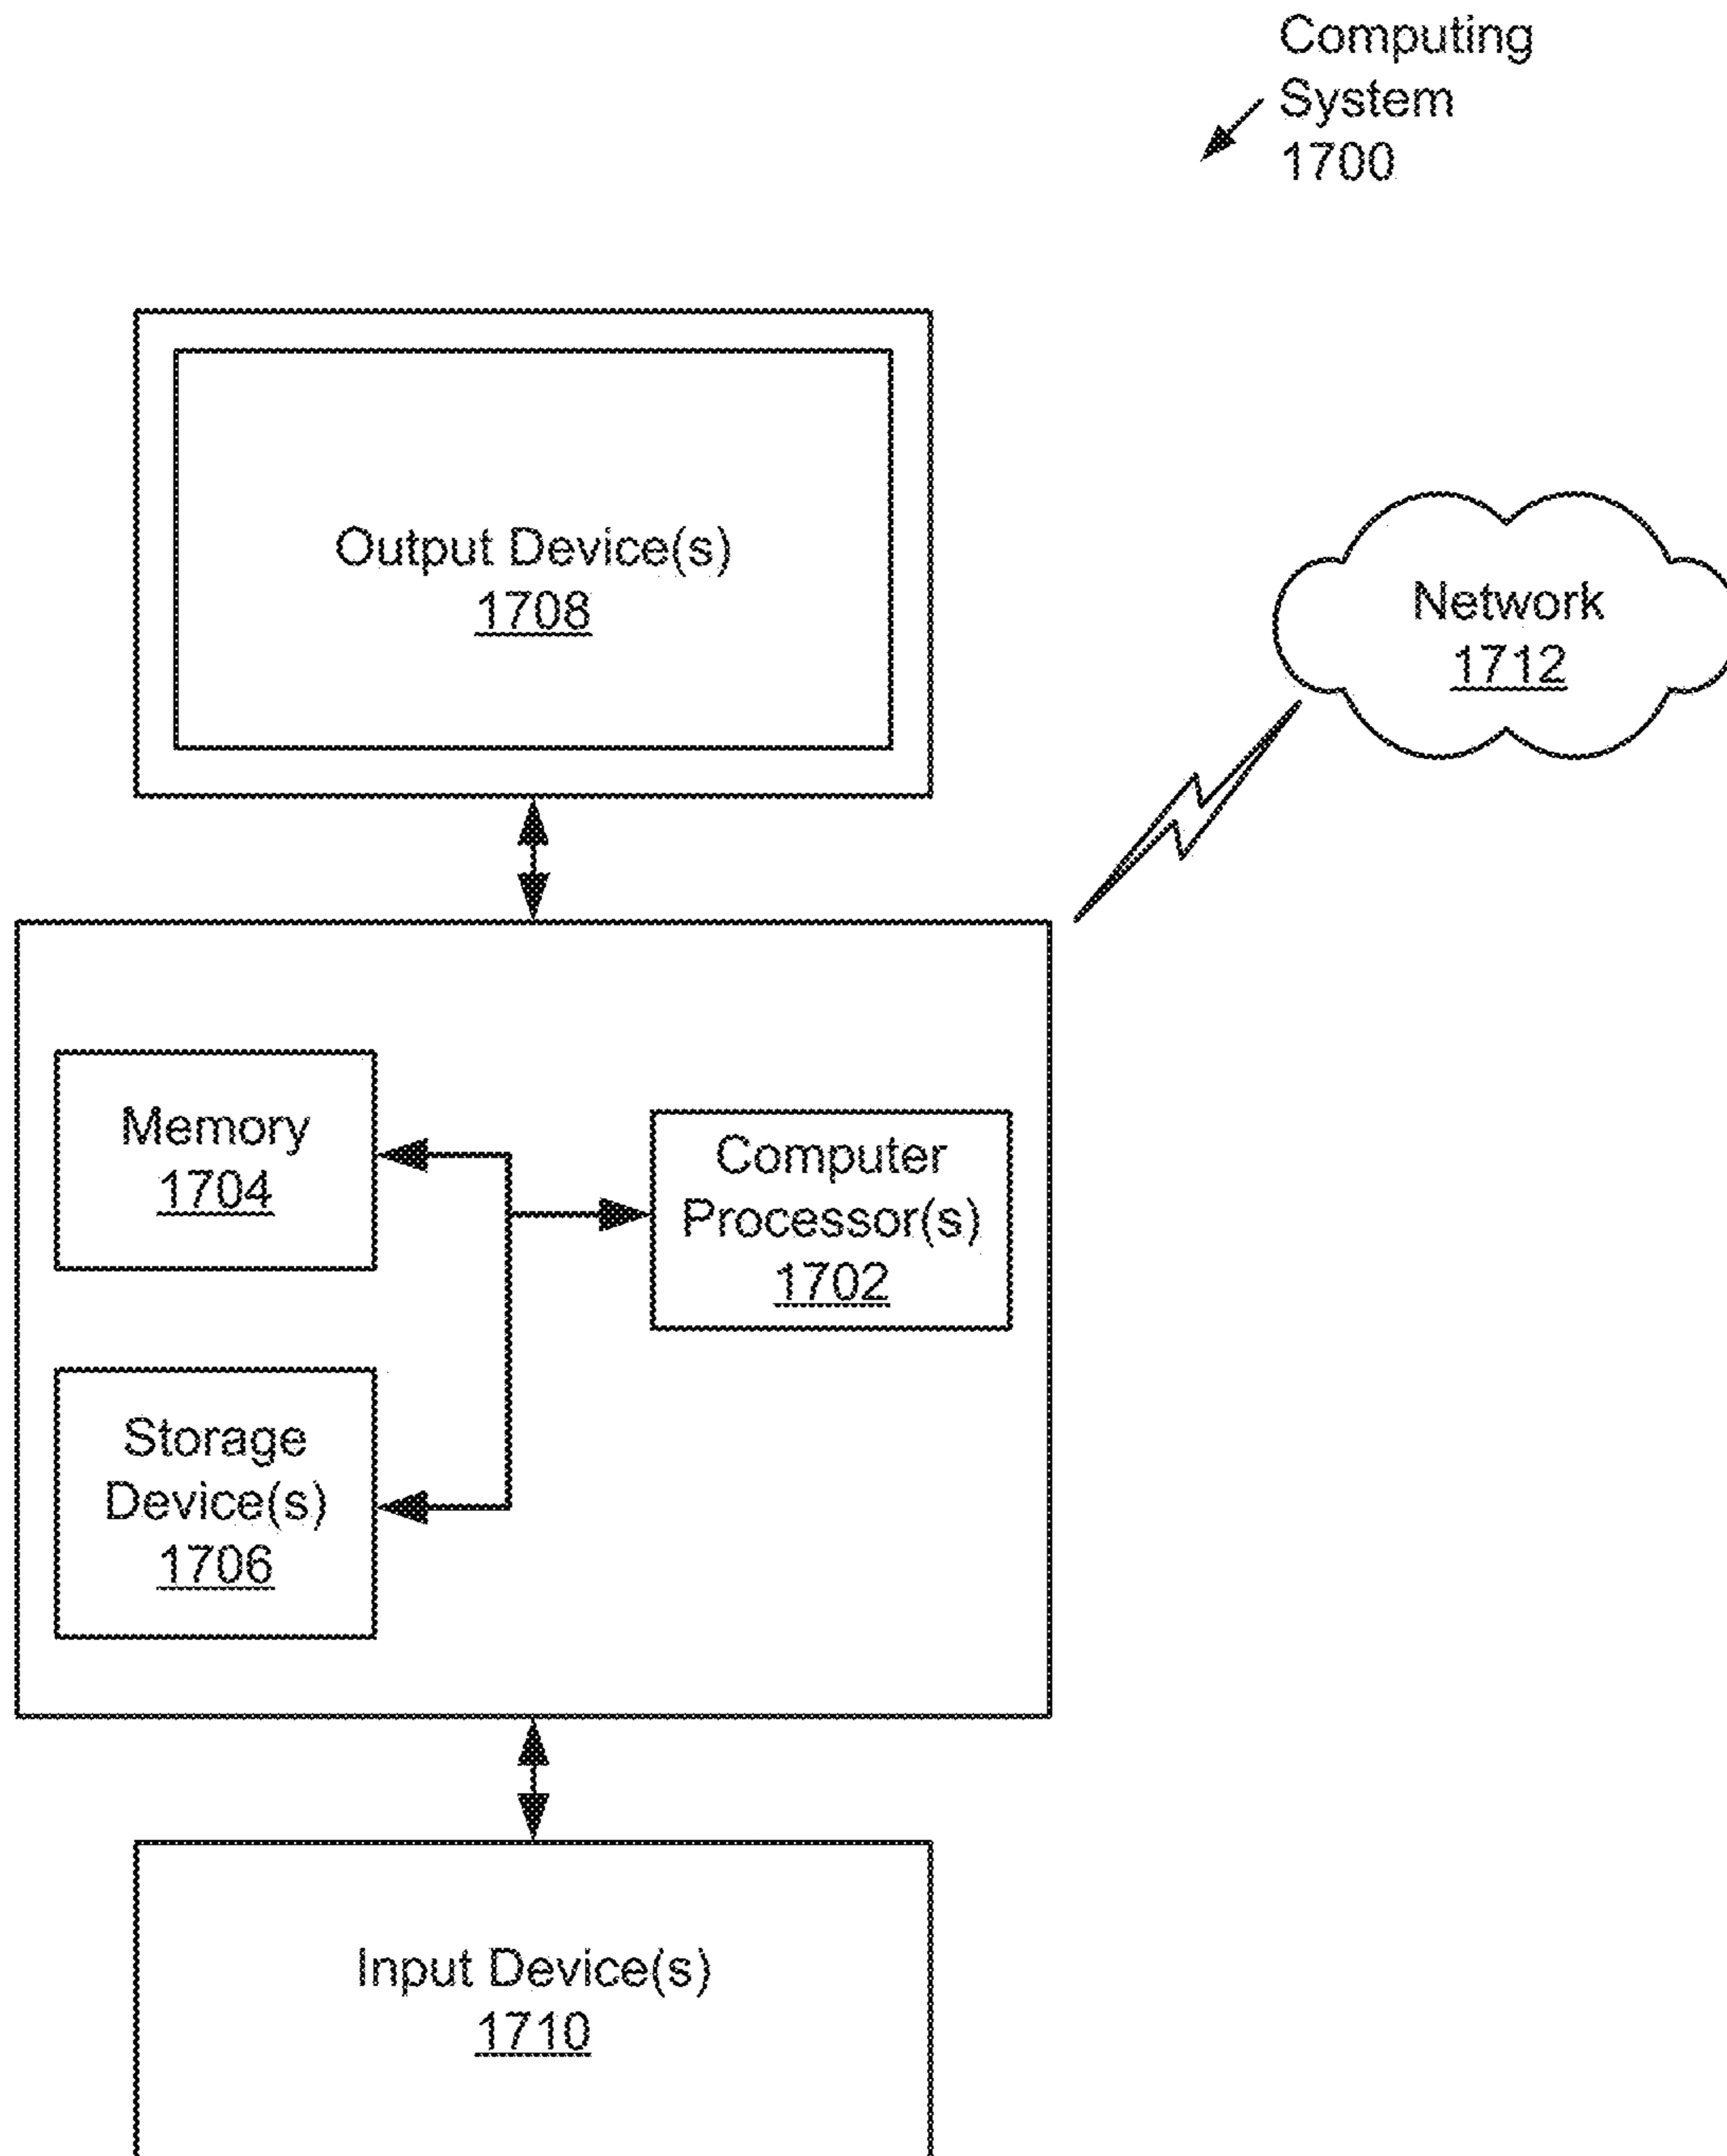 Computing
System
1700
Output Device(s)
1708
Network
1712
Memory
1704
Computer
Processor(s)
1702
Storage
Device(s)
1706
Input Device(s)
1710